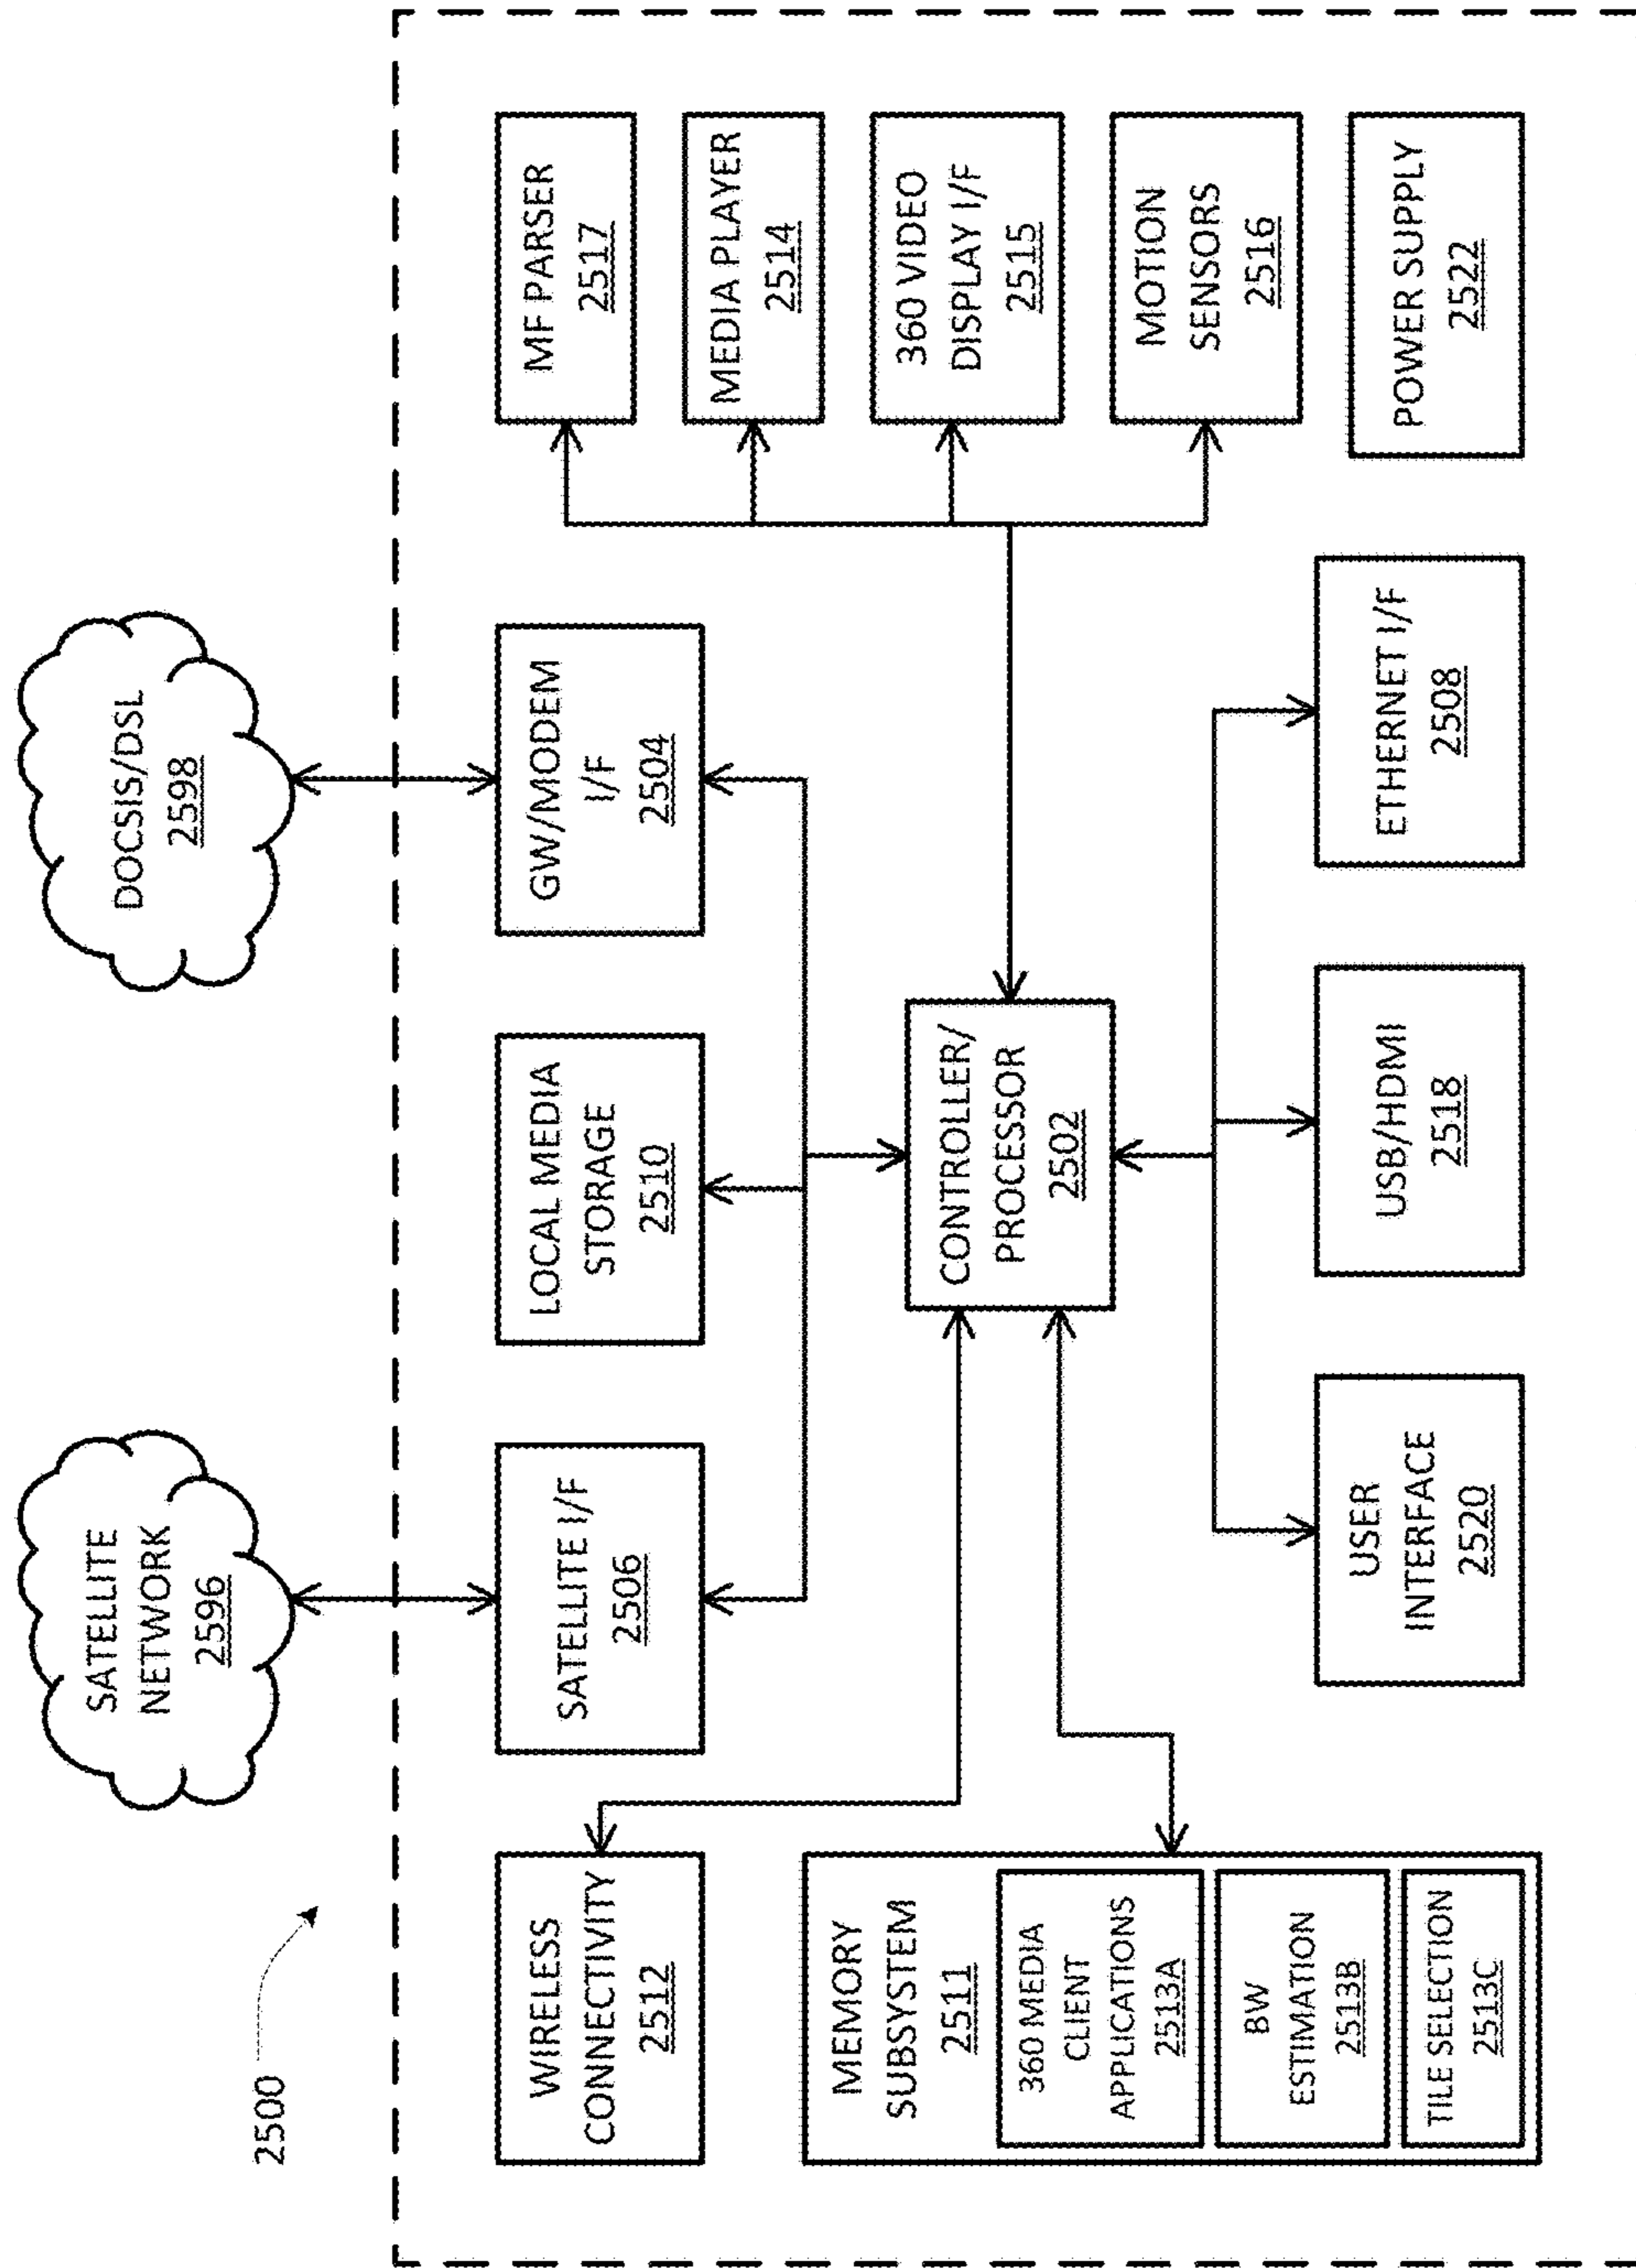 2500
SATELLITE
NETWORK
2596
DOCSIS/DSL
2598
WIRELESS
CONNECTIVITY
2512
SATELLITE I/F
2506
LOCAL MEDIA
STORAGE
2510
GW/MODEM
I/F
2504
MF PARSER
2517
MEDIA PLAYER
2514
360 VIDEO
DISPLAY I/F
2515
MOTION
SENSORS
2516
POWER SUPPLY
2522
CONTROLLER/
PROCESSOR
2502
MEMORY
SUBSYSTEM
2511
360 MEDIA
CLIENT
APPLICATIONS
2513A
BW
ESTIMATION
2513B
TILE SELECTION
2513C
USER
INTERFACE
2520
USB/HDMI
2518
ETHERNET I/F
2508